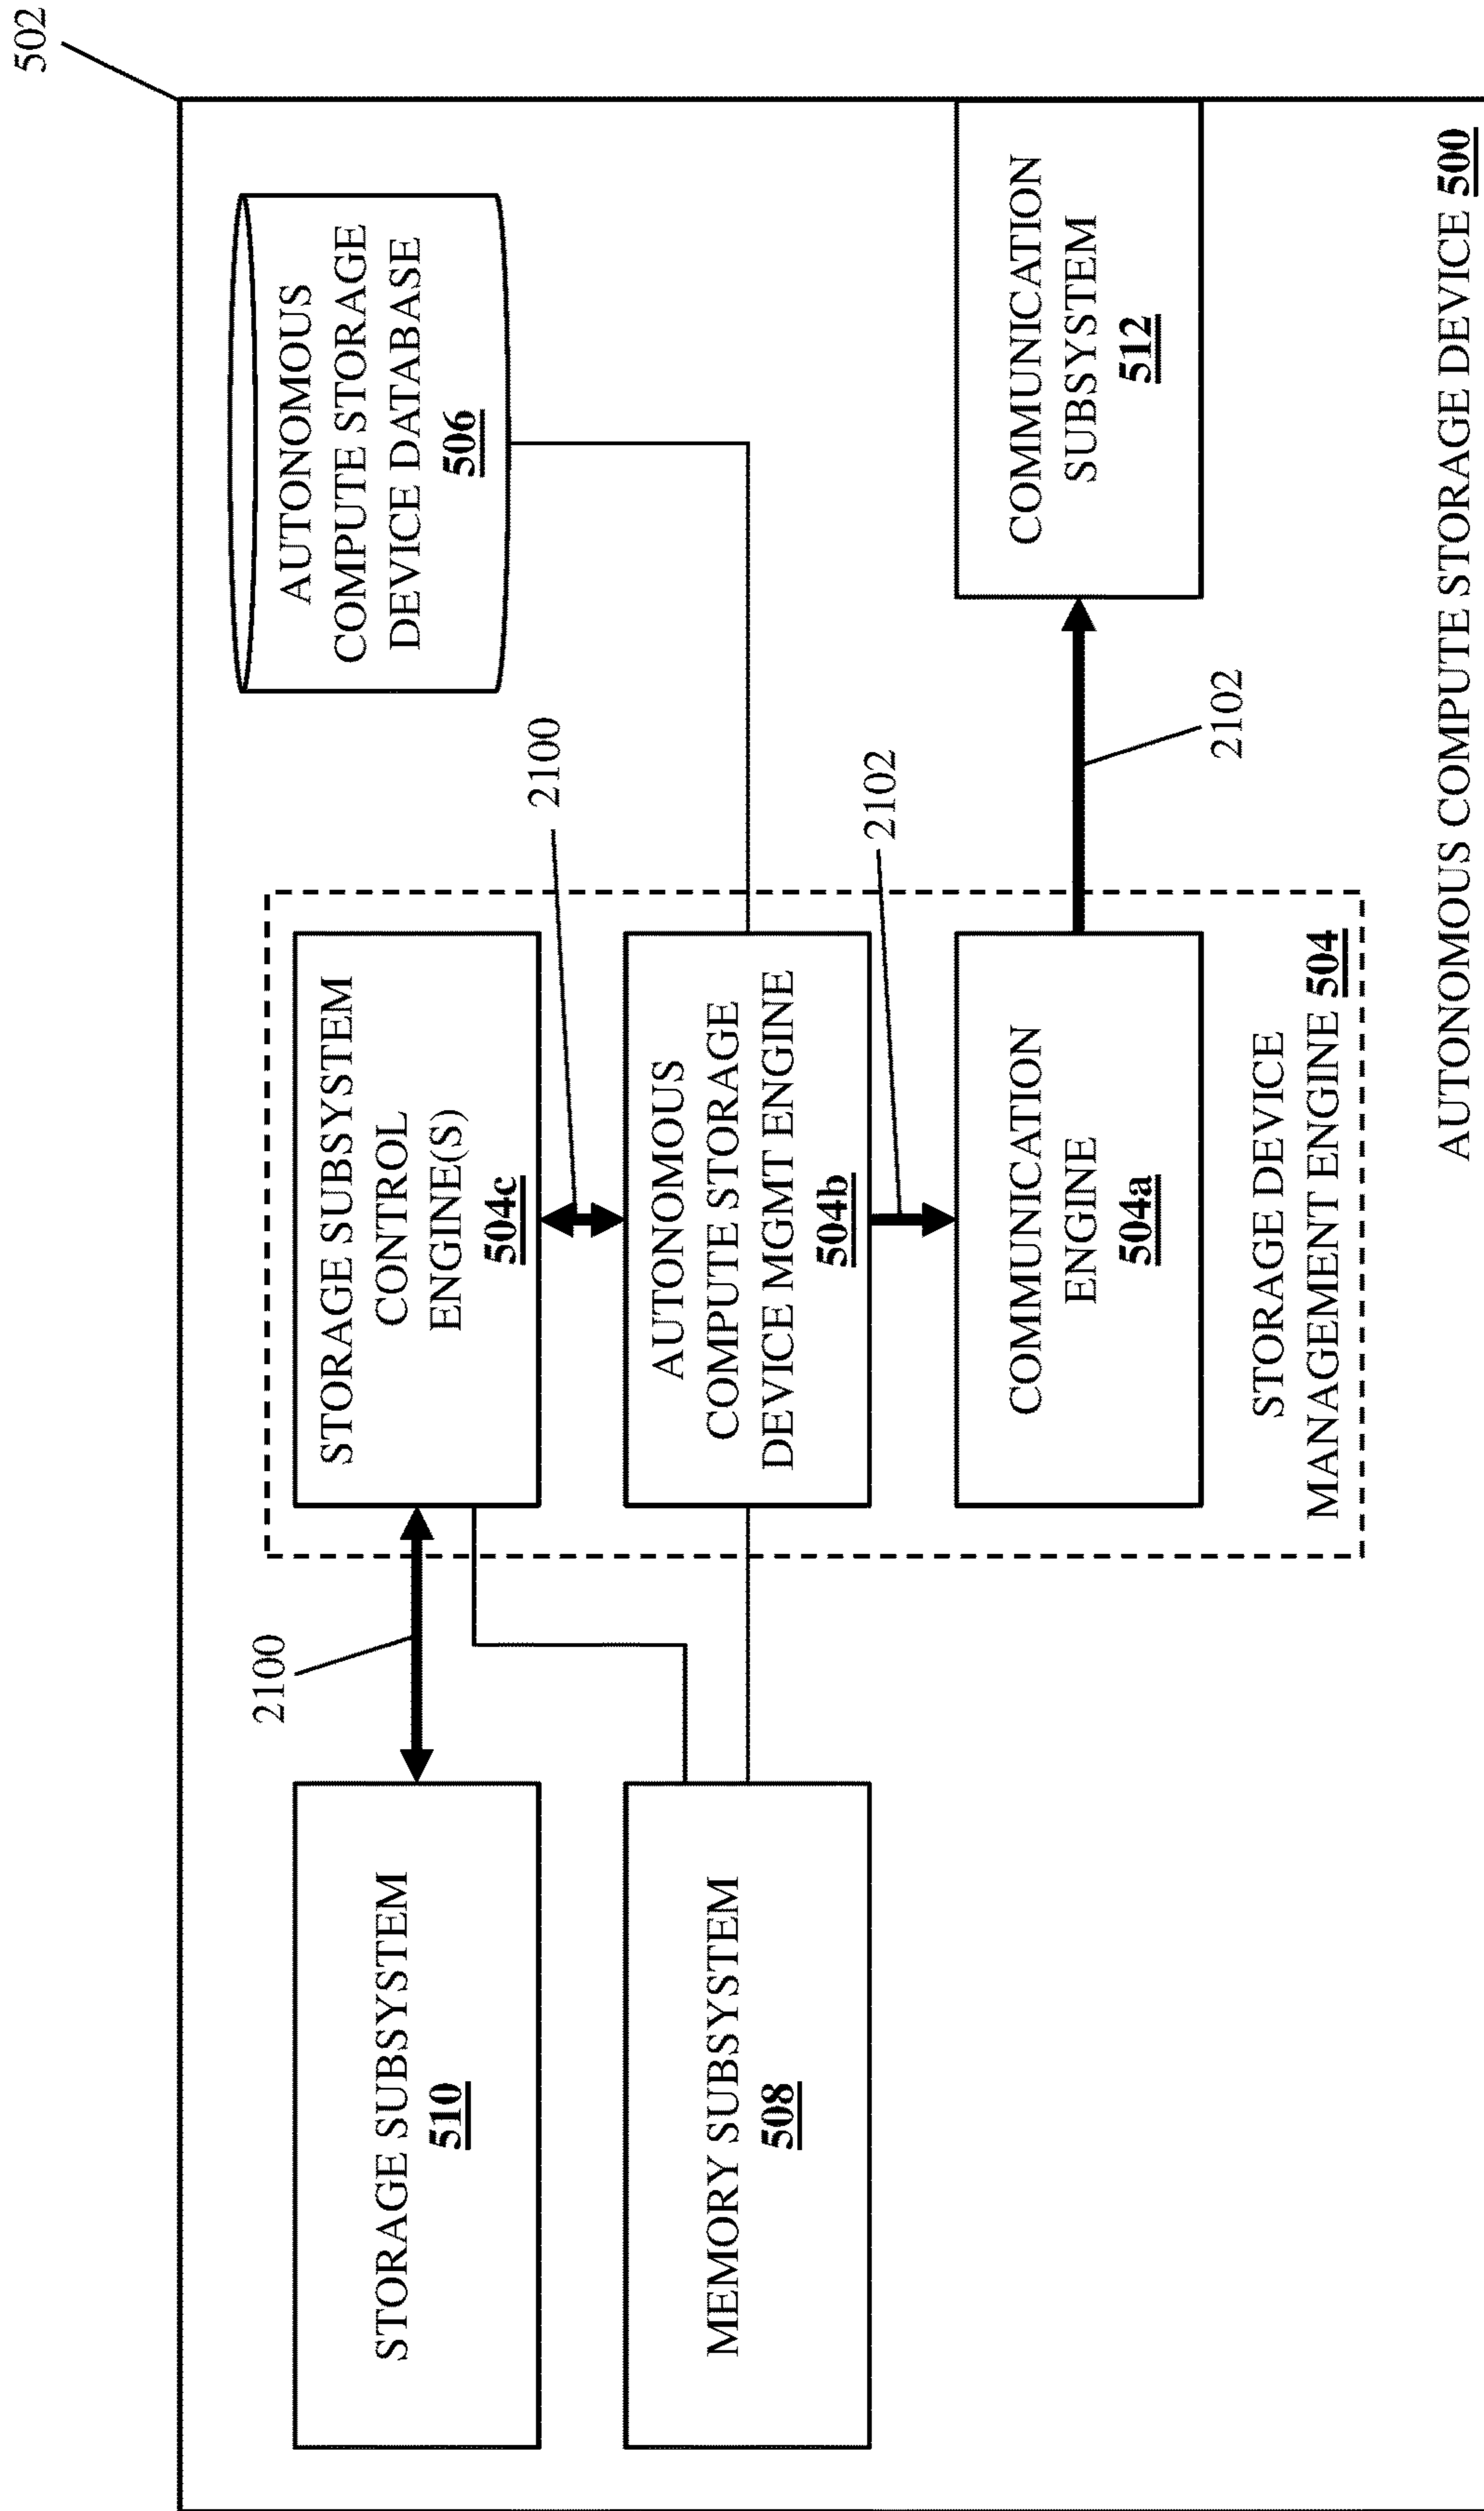 502
STORAGE SUBSYSTEM
510
2100
STORAGE SUBSYSTEM
CONTROL
ENGINE(S)
504c
2100
AUTONOMOUS
COMPUTE STORAGE
DEVICE DATABASE
506
MEMORY SUBSYSTEM
508
AUTONOMOUS
COMPUTE STORAGE
DEVICE MGMT ENGINE
504b
2102
COMMUNICATION
ENGINE
504a
2102
COMMUNICATION
SUBSYSTEM
512
STORAGE DEVICE
MANAGEMENT ENGINE 504
AUTONOMOUS COMPUTE STORAGE DEVICE 500